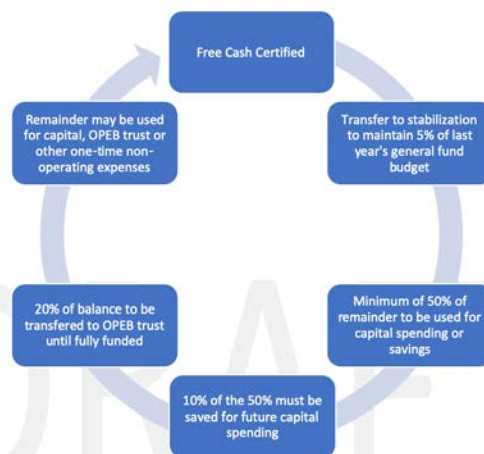 Free Cash Certified
Transfer to stabilization
to maintain 5% of last
year's general fund
budget
Minimum of 50% of
remainder to be used for
capital spending or
savings
10% of the 50% must be
saved for future capital
spending
20% of balance to be
transfered to OPEB trust
until fully funded
Remainder may be used
for capital, OPEB trust or
other one-time non-
operating expenses